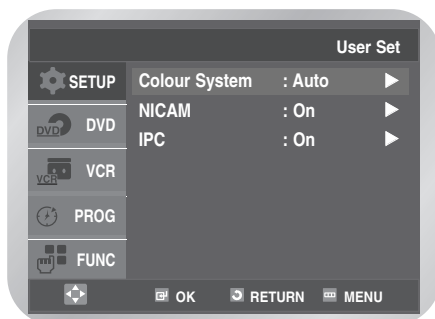 User Set
SETUP
Colour System : Auto ►
NICAM : On ►
IPC : On ►
DVD DVD
VCR VCR
PROG
FUNC
OK RETURN MENU